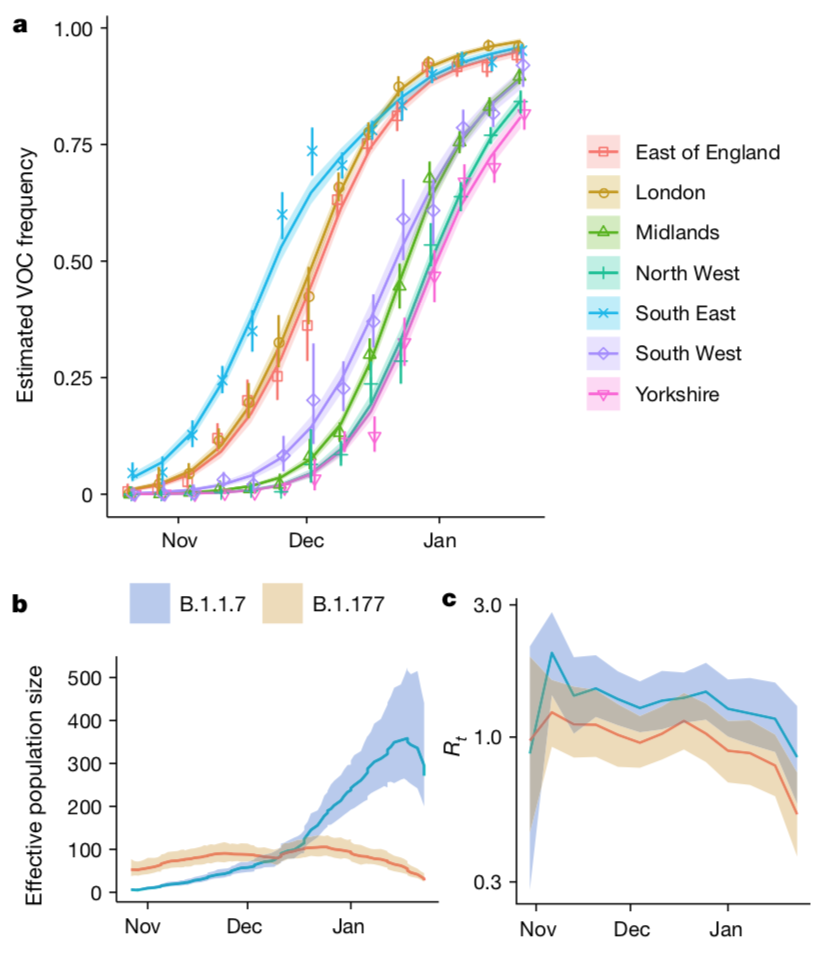 a
Estimated VOC frequency
1.00
0.75
0.50
0.25
0
Nov
Dec
Jan
East of England
London
Midlands
North West
South East
South West
Yorkshire
b
B.1.1.7
B.1.177
Effective population size
500
400
300
200
100
0
Nov
Dec
Jan
c
Rt
3.0
1.0
0.3
Nov
Dec
Jan